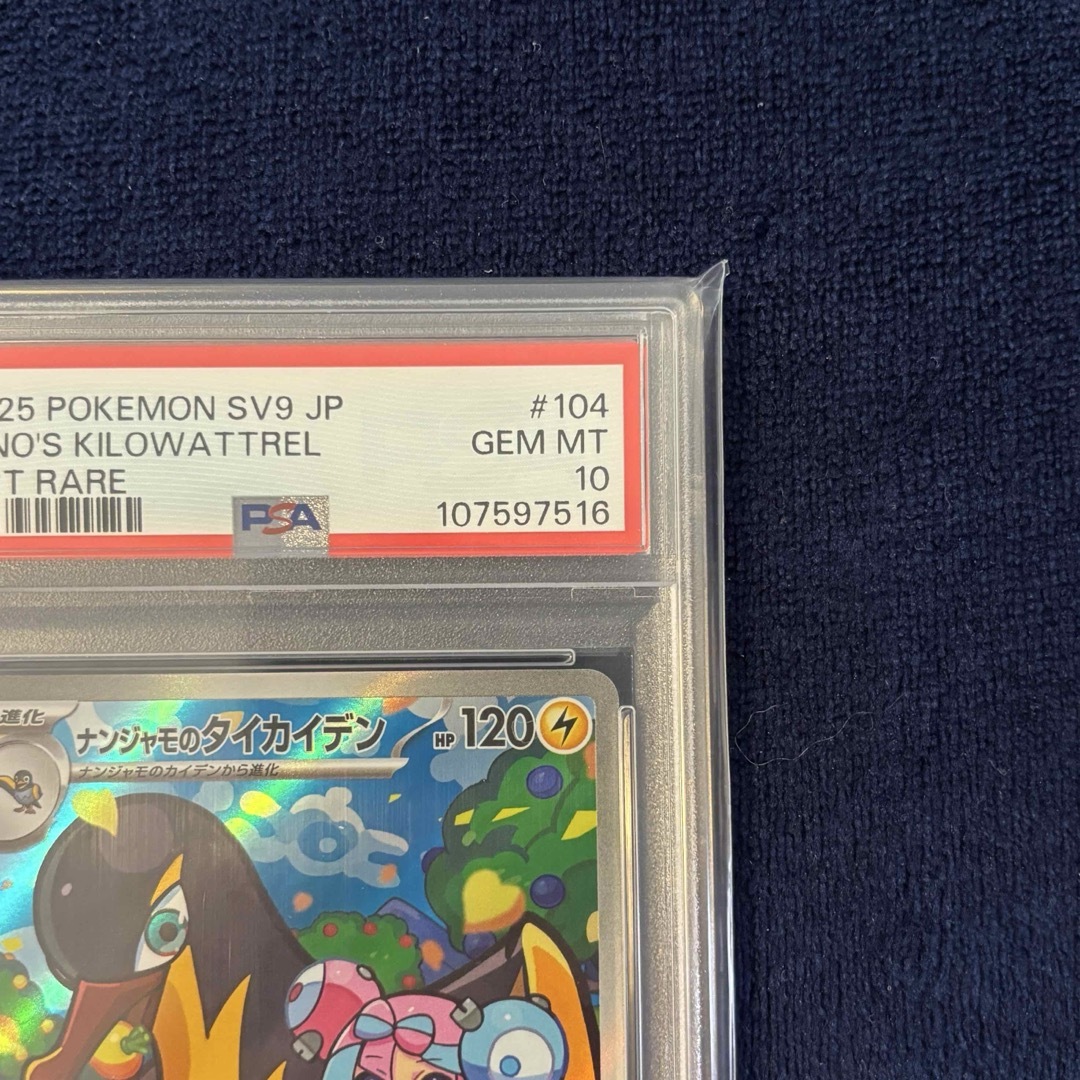 25 POKEMON SV9 JP #104
NO'S KILOWATTREL GEM MT
T RARE 10
PSA 107597516
進化 ナンジャモのタイカイデン HP 120
ナンジャモのカイデンから進化